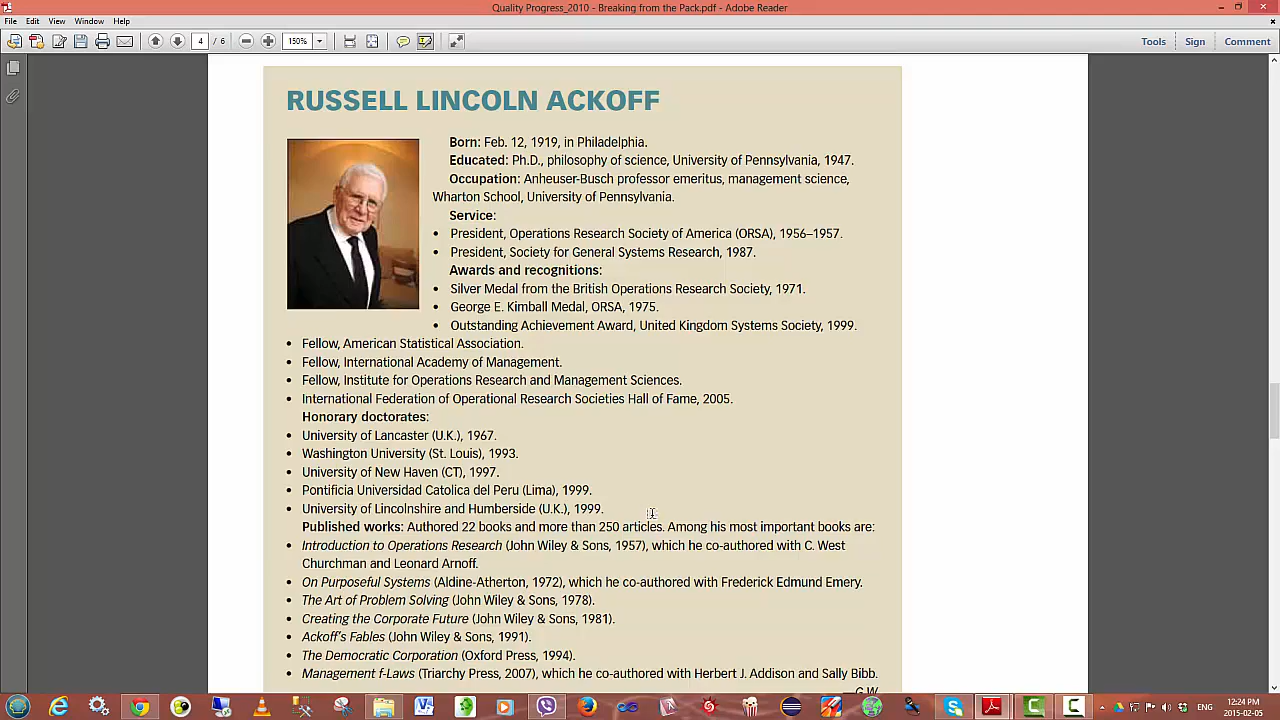 Quality Progress_2010 - Breaking from the Pack.pdf - Adobe Reader
File Edit View Window Help
4 / 6 150% Tools Sign Comment
RUSSELL LINCOLN ACKOFF
Born: Feb. 12, 1919, in Philadelphia.
Educated: Ph.D., philosophy of science, University of Pennsylvania, 1947.
Occupation: Anheuser-Busch professor emeritus, management science,
Wharton School, University of Pennsylvania.
Service:
• President, Operations Research Society of America (ORSA), 1956–1957.
• President, Society for General Systems Research, 1987.
Awards and recognitions:
• Silver Medal from the British Operations Research Society, 1971.
• George E. Kimball Medal, ORSA, 1975.
• Outstanding Achievement Award, United Kingdom Systems Society, 1999.
• Fellow, American Statistical Association.
• Fellow, International Academy of Management.
• Fellow, Institute for Operations Research and Management Sciences.
• International Federation of Operational Research Societies Hall of Fame, 2005.
Honorary doctorates:
• University of Lancaster (U.K.), 1967.
• Washington University (St. Louis), 1993.
• University of New Haven (CT), 1997.
• Pontificia Universidad Catolica del Peru (Lima), 1999.
• University of Lincolnshire and Humberside (U.K.), 1999.
Published works: Authored 22 books and more than 250 articles. Among his most important books are:
• Introduction to Operations Research (John Wiley & Sons, 1957), which he co-authored with C. West
Churchman and Leonard Arnoff.
• On Purposeful Systems (Aldine-Atherton, 1972), which he co-authored with Frederick Edmund Emery.
• The Art of Problem Solving (John Wiley & Sons, 1978).
• Creating the Corporate Future (John Wiley & Sons, 1981).
• Ackoff's Fables (John Wiley & Sons, 1991).
• The Democratic Corporation (Oxford Press, 1994).
• Management f-Laws (Triarchy Press, 2007), which he co-authored with Herbert J. Addison and Sally Bibb.
—G.W.
12:24 PM
2015-02-05